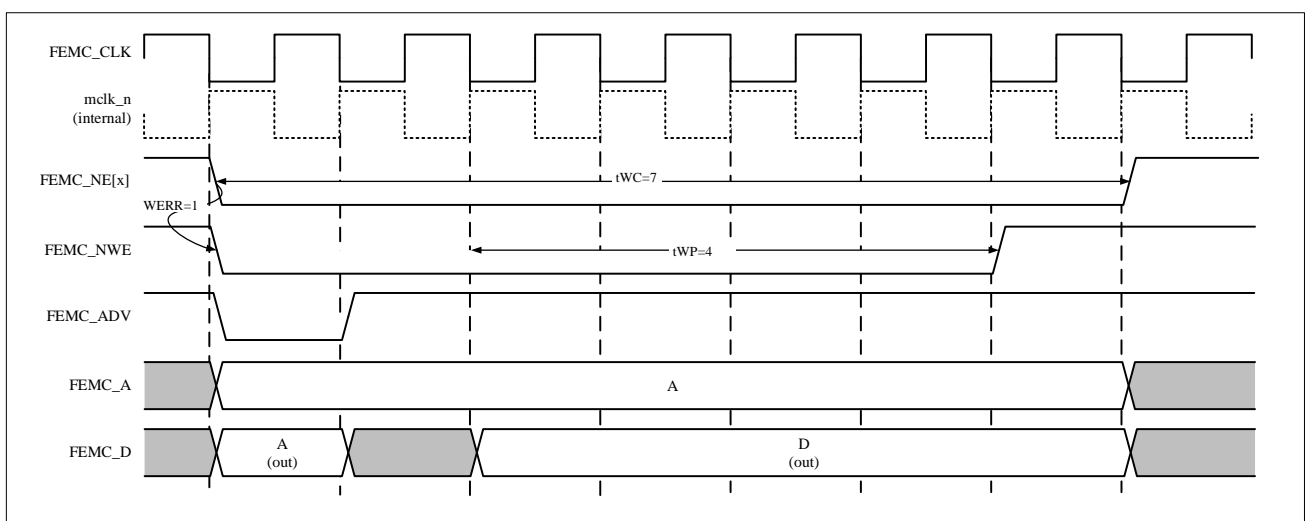 FEMC_CLK
mclk_n
(internal)
FEMC_NE[x]
tWC=7
WERR=1
FEMC_NWE
tWP=4
FEMC_ADV
FEMC_A
A
FEMC_D
A
(out)
D
(out)